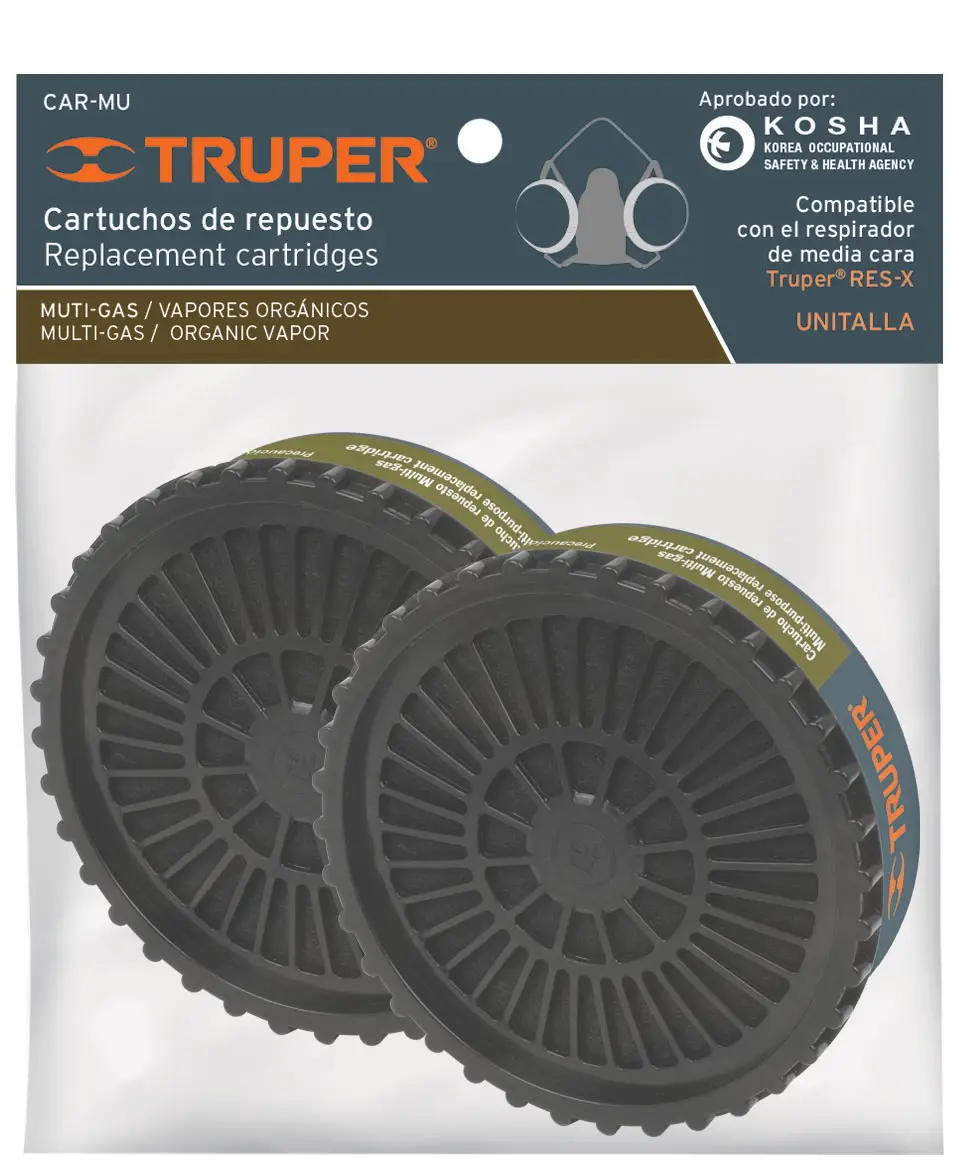 CAR-MU
TRUPER®
Cartuchos de repuesto
Replacement cartridges
MUTI-GAS / VAPORES ORGÁNICOS
MULTI-GAS / ORGANIC VAPOR
Aprobado por:
KOSHA
KOREA OCCUPATIONAL
SAFETY & HEALTH AGENCY
Compatible
con el respirador
de media cara
Truper® RES-X
UNITALLA
Cartucho de repuesto Multi-gas
Multi-purpose replacement cartridge
Cartucho de repuesto Multi-gas
Multi-purpose replacement cartridge
TRUPER®